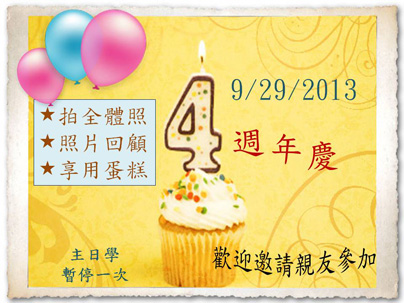 9/29/2013
★拍全體照
★照片回顧
★享用蛋糕
4
週年慶
主日學
暫停一次
歡迎邀請親友參加